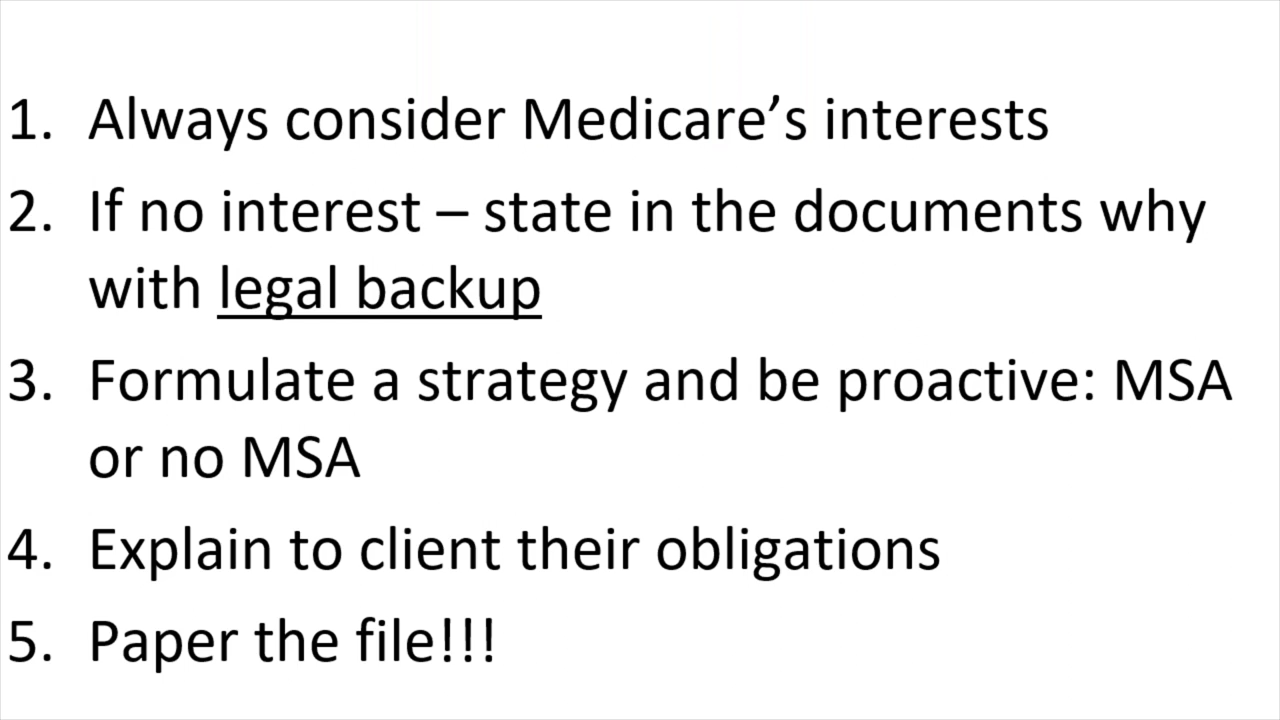 1. Always consider Medicare’s interests
2. If no interest – state in the documents why
with legal backup
3. Formulate a strategy and be proactive: MSA
or no MSA
4. Explain to client their obligations
5. Paper the file!!!